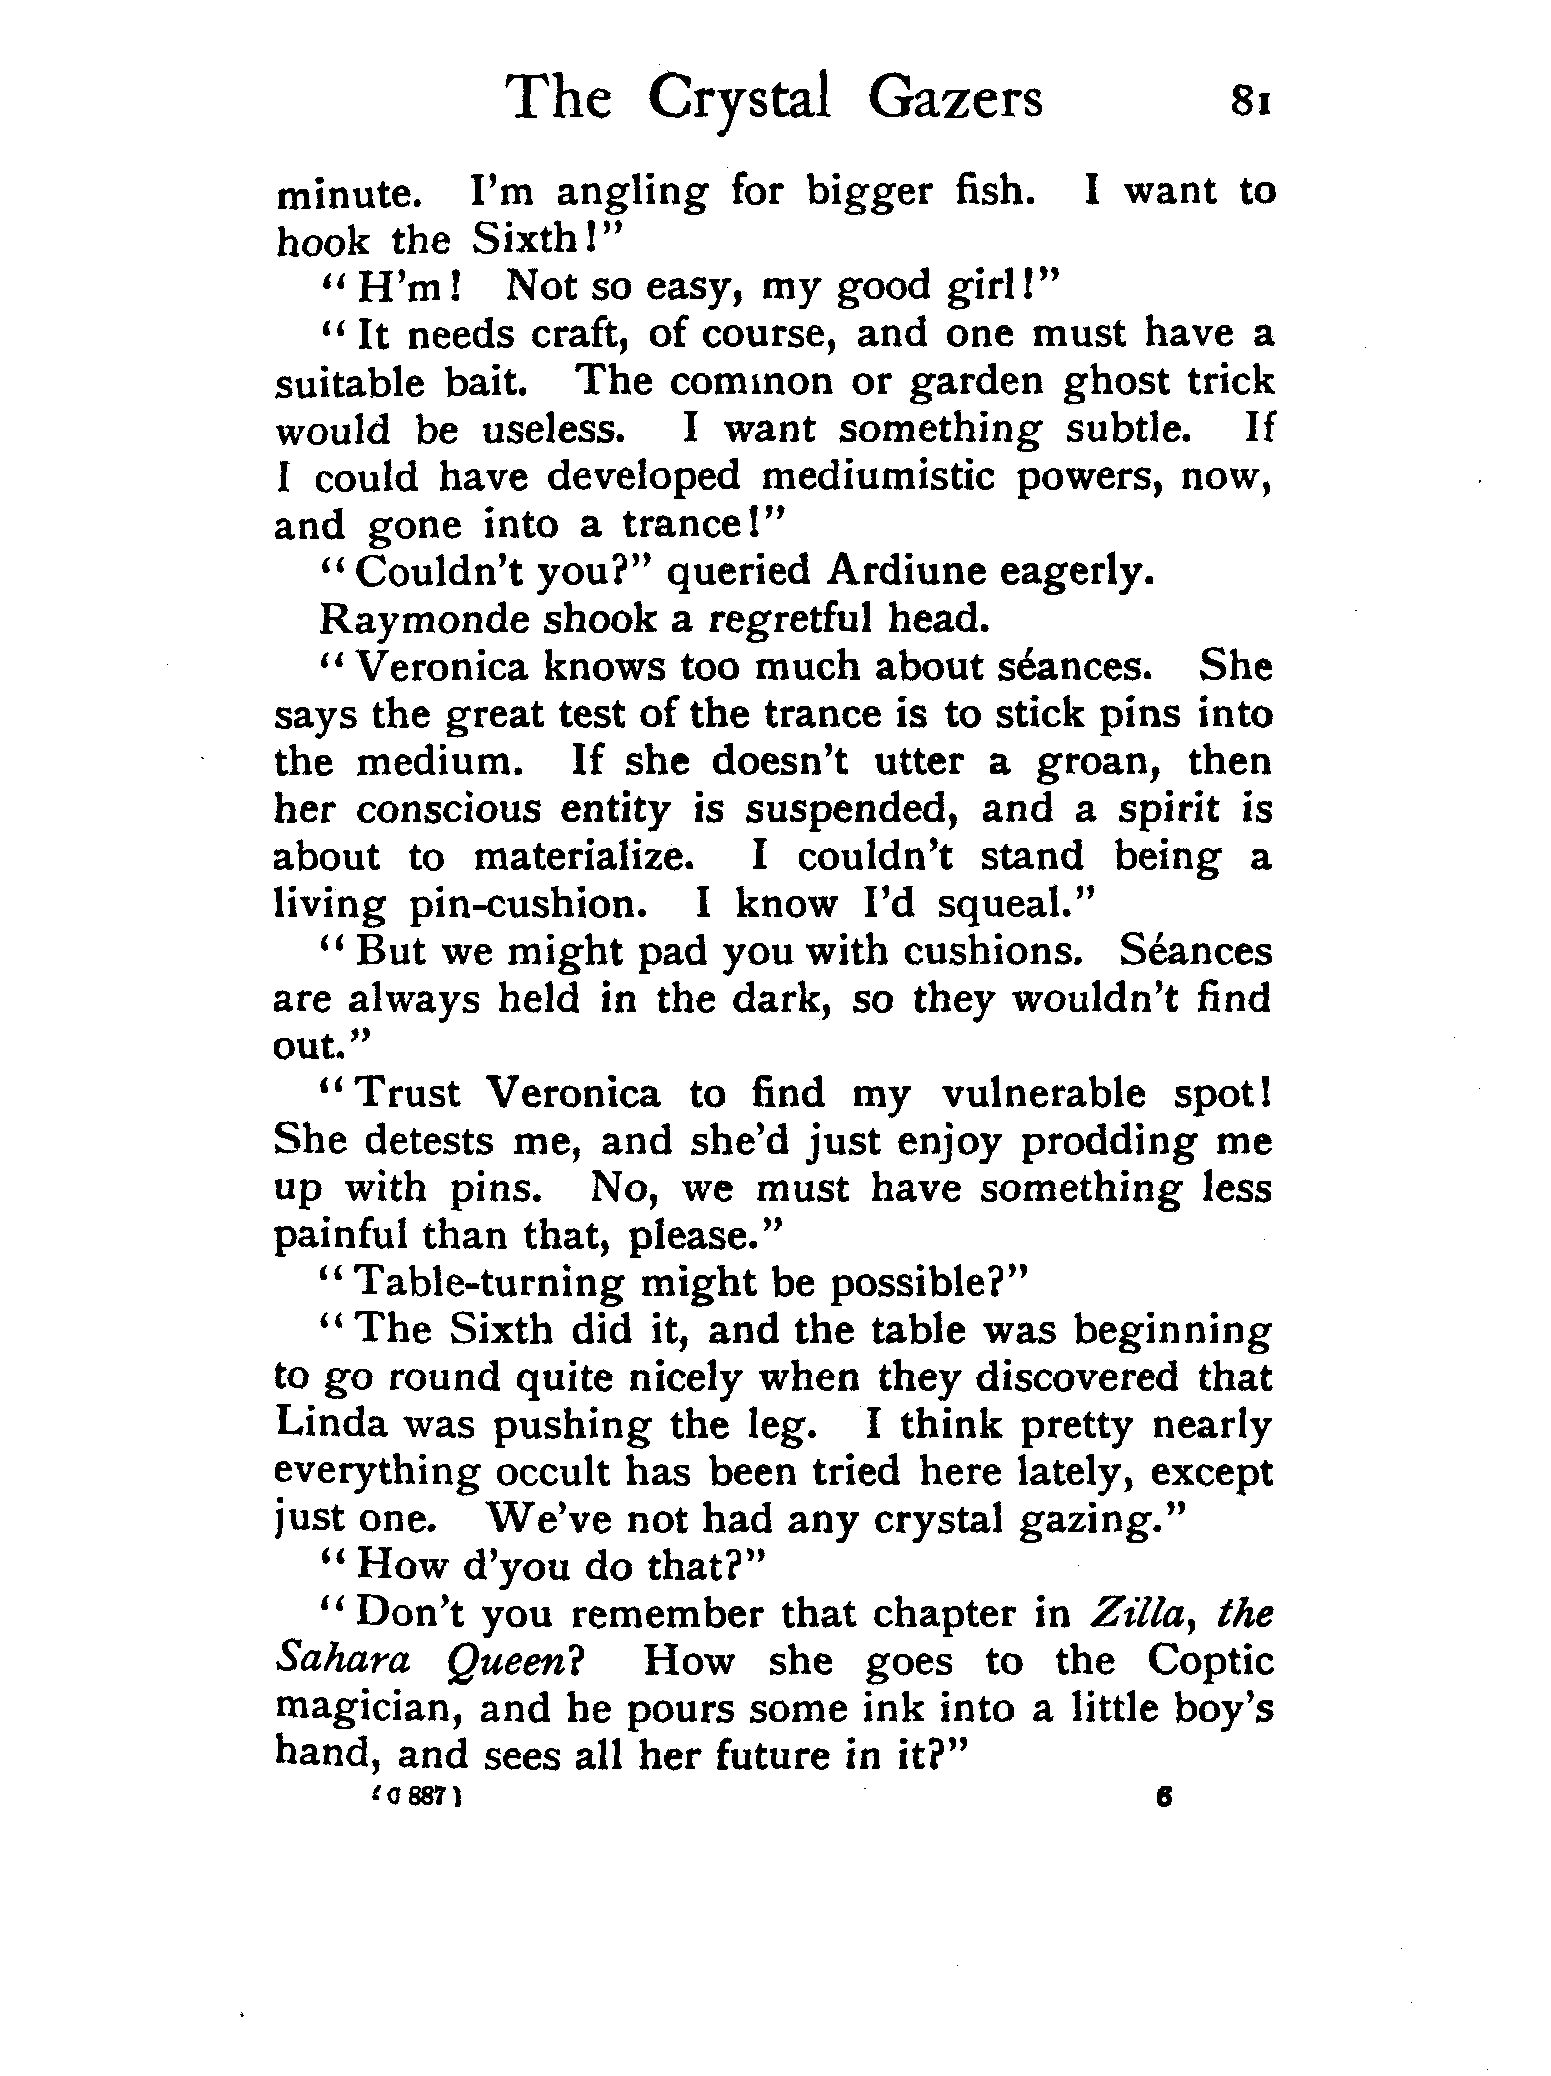 The Crystal Gazers 81
minute. I'm angling for bigger fish. I want to
hook the Sixth!"
"H'm! Not so easy, my good girl!"
"It needs craft, of course, and one must have a
suitable bait. The common or garden ghost trick
would be useless. I want something subtle. If
I could have developed mediumistic powers, now,
and gone into a trance!"
"Couldn't you?" queried Ardiune eagerly.
Raymonde shook a regretful head.
"Veronica knows too much about séances. She
says the great test of the trance is to stick pins into
the medium. If she doesn't utter a groan, then
her conscious entity is suspended, and a spirit is
about to materialize. I couldn't stand being a
living pin-cushion. I know I'd squeal."
"But we might pad you with cushions. Séances
are always held in the dark, so they wouldn't find
out."
"Trust Veronica to find my vulnerable spot!
She detests me, and she'd just enjoy prodding me
up with pins. No, we must have something less
painful than that, please."
"Table-turning might be possible?"
"The Sixth did it, and the table was beginning
to go round quite nicely when they discovered that
Linda was pushing the leg. I think pretty nearly
everything occult has been tried here lately, except
just one. We've not had any crystal gazing."
"How d'you do that?"
"Don't you remember that chapter in Zilla, the
Sahara Queen? How she goes to the Coptic
magician, and he pours some ink into a little boy's
hand, and sees all her future in it?"
(C 887) 6